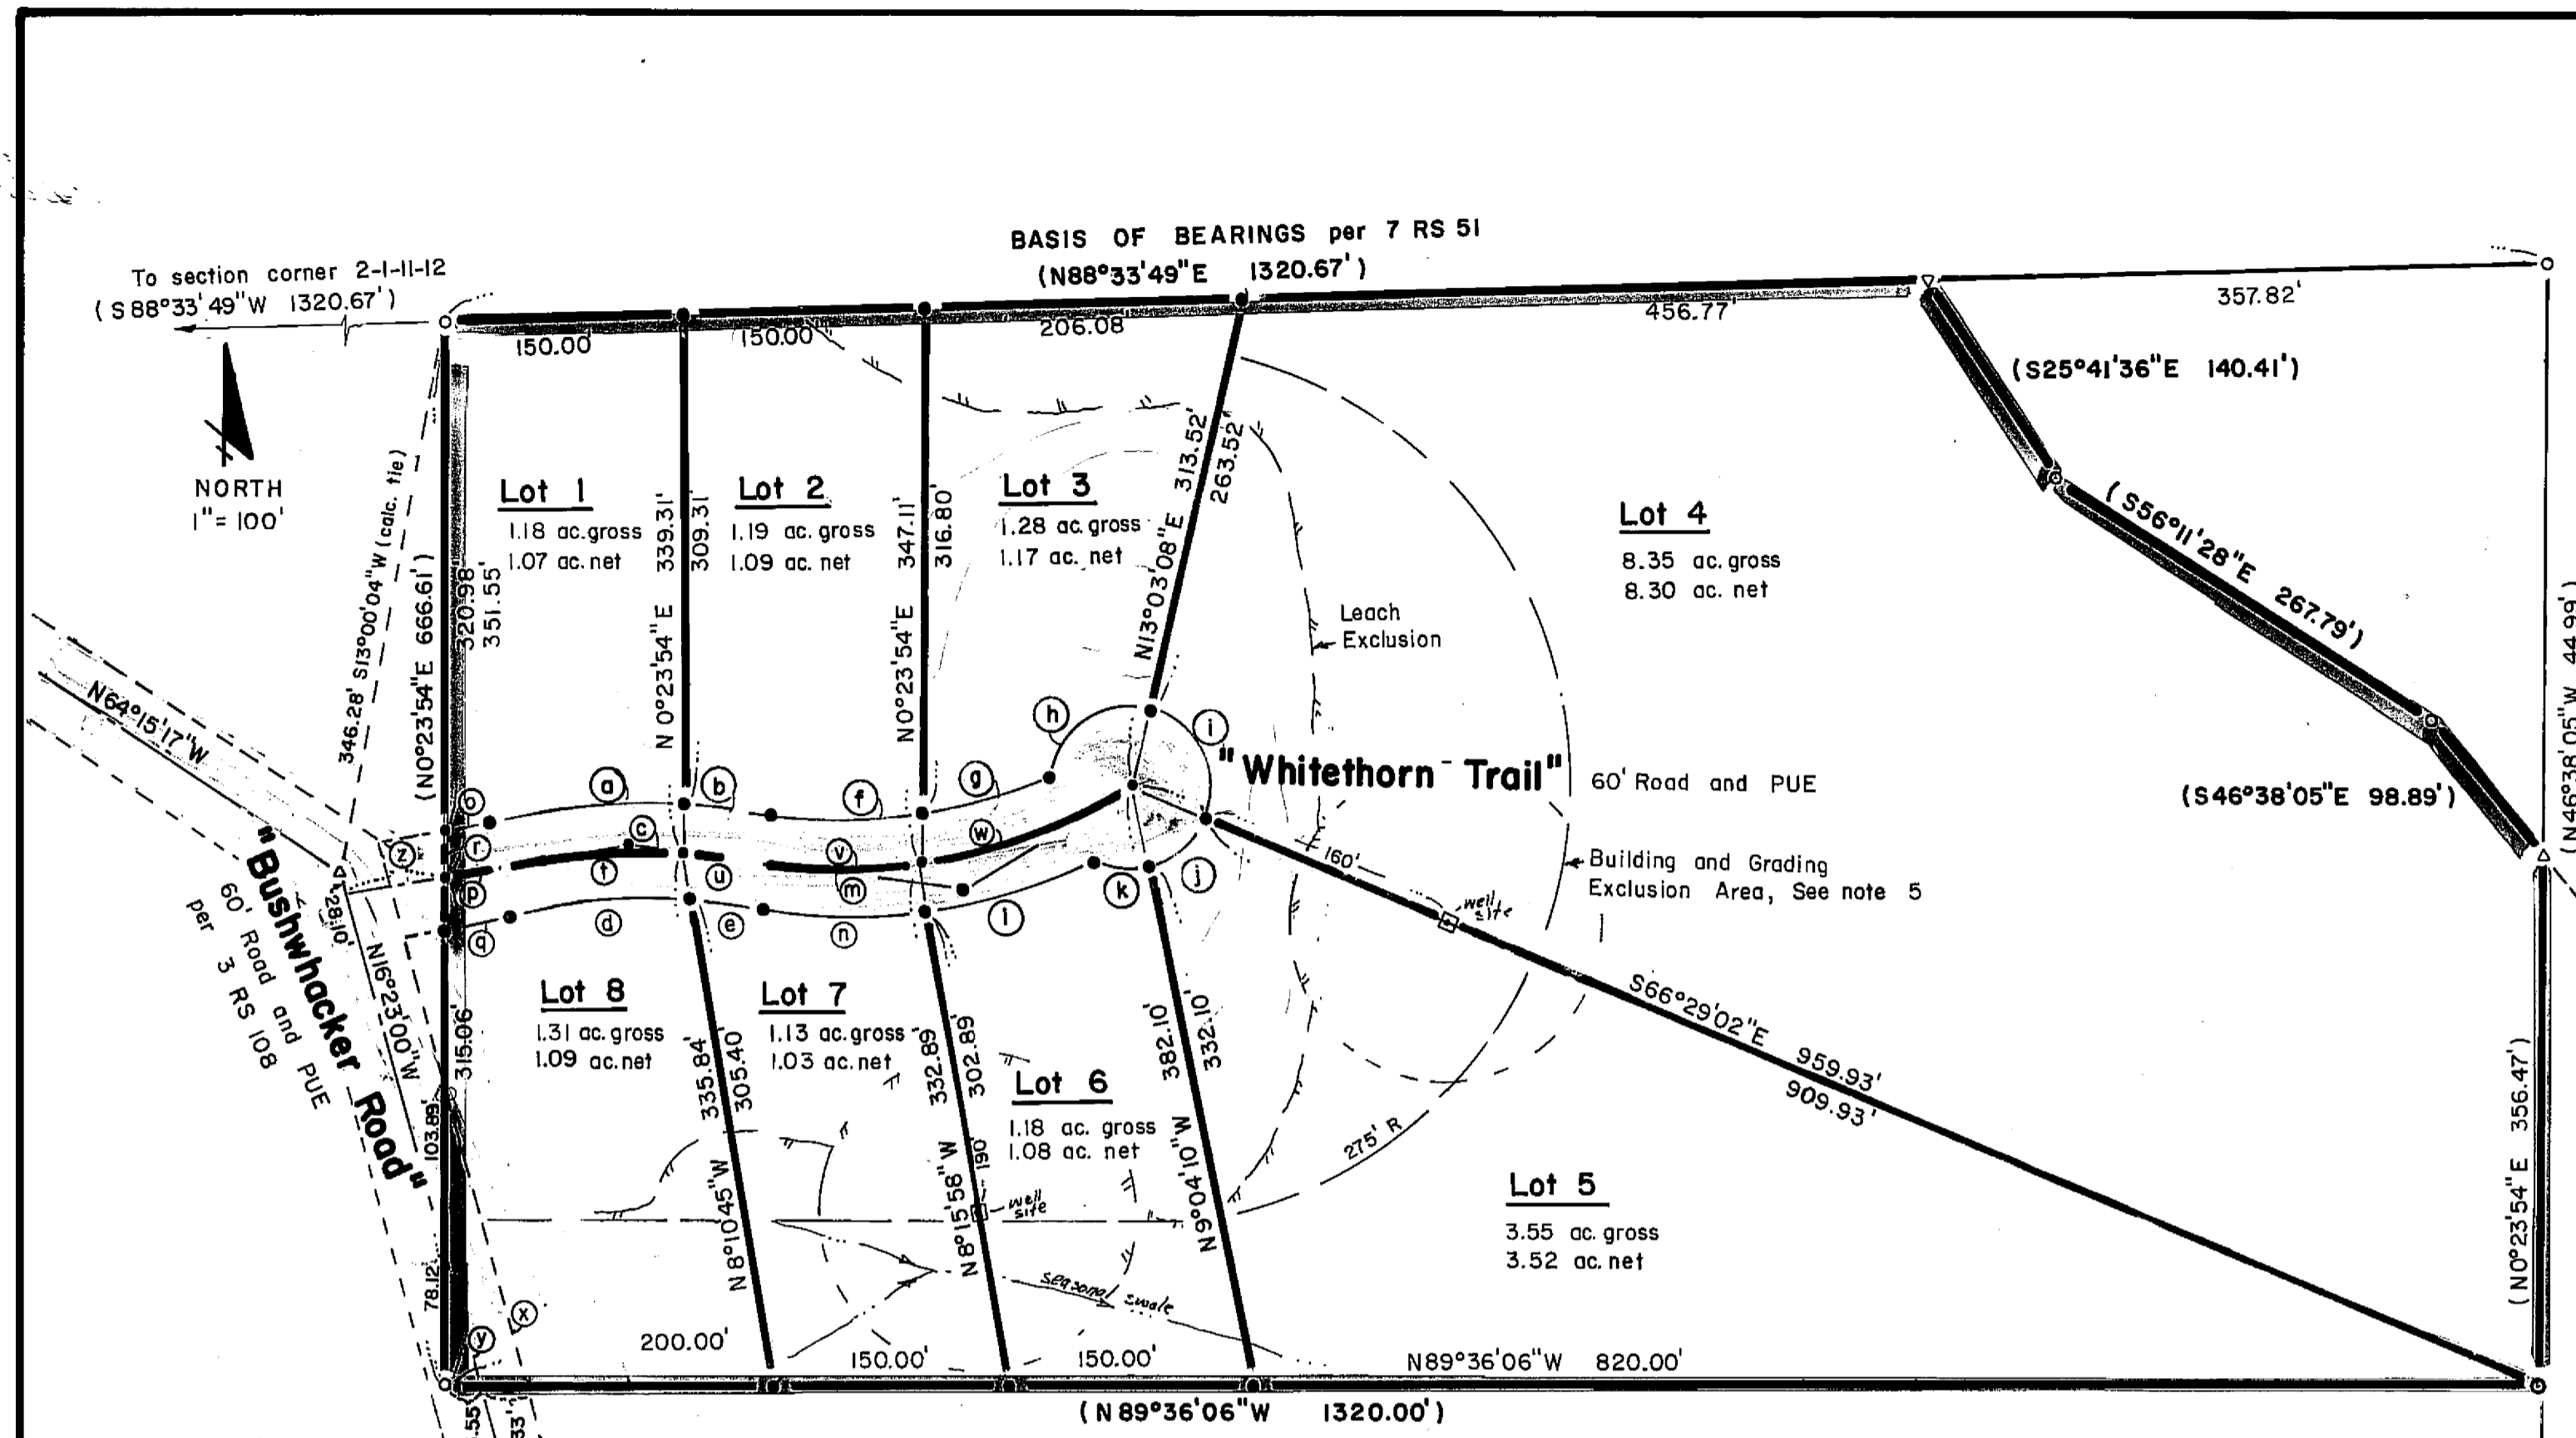 BASIS OF BEARINGS per 7 RS 51
(N88°33'49"E 1320.67')
To section corner 2-1-11-12
(S88°33'49"W 1320.67')
150.00
150.00
206.08
456.77'
357.82'
(S25°41'36"E 140.41')
NORTH
1"=100'
346.28' S13°00'04"W (calc. tie)
(N0°23'54"E 666.61')
320.98'
351.55'
Lot 1
1.18 ac.gross
1.07 ac.net
N 0°23'54"E 339.31'
309.31'
Lot 2
1.19 ac.gross
1.09 ac.net
N0°23'54"E 347.11'
316.80'
Lot 3
1.28 ac.gross
1.17 ac.net
N13°03'08"E 313.52'
263.52'
Lot 4
8.35 ac.gross
8.30 ac. net
(S56°11'28"E 267.79')
Leach
Exclusion
N64°15'17"W
(S46°38'05"E 98.89')
(N46°38'05"W 44.99')
"Whitethorn Trail"
60' Road and PUE
a
b
c
d
e
f
g
h
i
j
k
l
m
n
o
p
q
r
t
u
v
w
z
160'
well
site
Building and Grading
Exclusion Area, See note 5
28.10'
"Bushwhacker Road"
60' Road and PUE
per 3 RS 108
N16°23'00"W
315.06'
103.89'
78.12'
Lot 8
1.31 ac.gross
1.09 ac.net
335.84'
305.40'
N 8°10'45"W
Lot 7
1.13 ac.gross
1.03 ac.net
332.89'
302.89'
N8°15'58"W
190'
well
site
Lot 6
1.18 ac. gross
1.08 ac. net
382.10'
332.10'
N9°04'10"W
275' R
S66°29'02"E 959.93'
909.93'
Lot 5
3.55 ac. gross
3.52 ac. net
(N0°23'54"E 356.47')
seasonal swale
x
y
200.00'
150.00'
150.00'
N89°36'06"W 820.00'
(N 89°36'06"W 1320.00')
.55'
33'